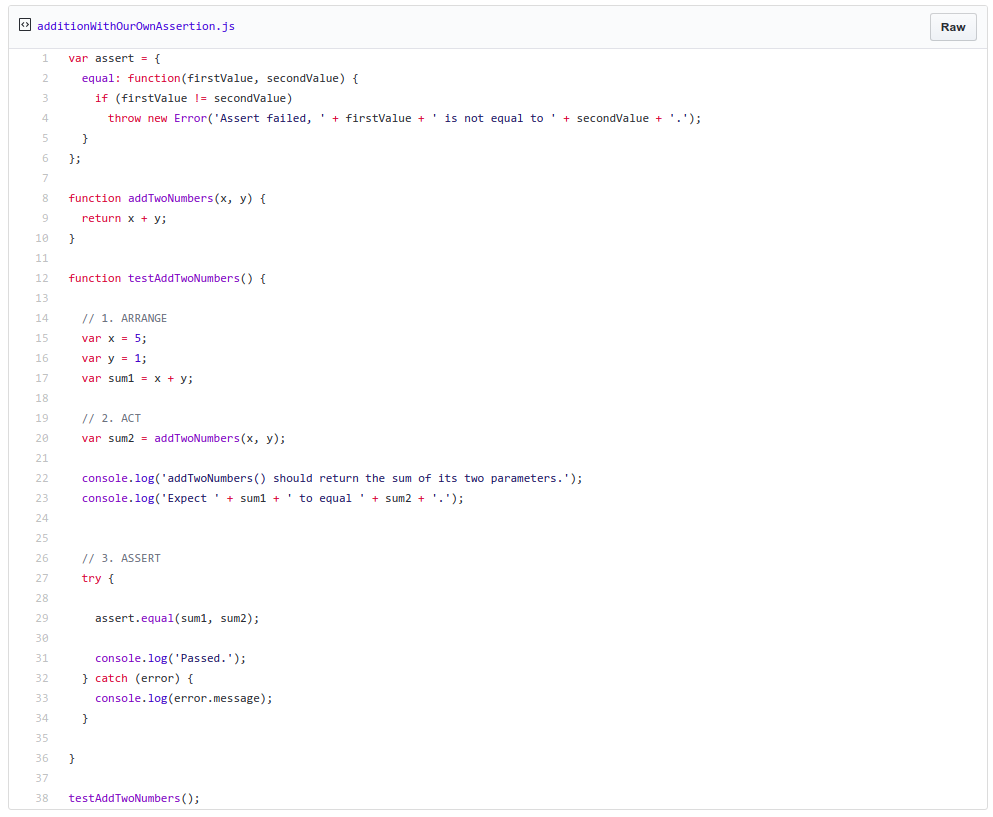 additionWithOurOwnAssertion.js
Raw
1 var assert = {
2   equal: function(firstValue, secondValue) {
3     if (firstValue != secondValue)
4       throw new Error('Assert failed, ' + firstValue + ' is not equal to ' + secondValue + '.');
5   }
6 };
7
8 function addTwoNumbers(x, y) {
9   return x + y;
10 }
11
12 function testAddTwoNumbers() {
13
14   // 1. ARRANGE
15   var x = 5;
16   var y = 1;
17   var sum1 = x + y;
18
19   // 2. ACT
20   var sum2 = addTwoNumbers(x, y);
21
22   console.log('addTwoNumbers() should return the sum of its two parameters.');
23   console.log('Expect ' + sum1 + ' to equal ' + sum2 + '.');
24
25
26   // 3. ASSERT
27   try {
28
29     assert.equal(sum1, sum2);
30
31     console.log('Passed.');
32   } catch (error) {
33     console.log(error.message);
34   }
35
36 }
37
38 testAddTwoNumbers();